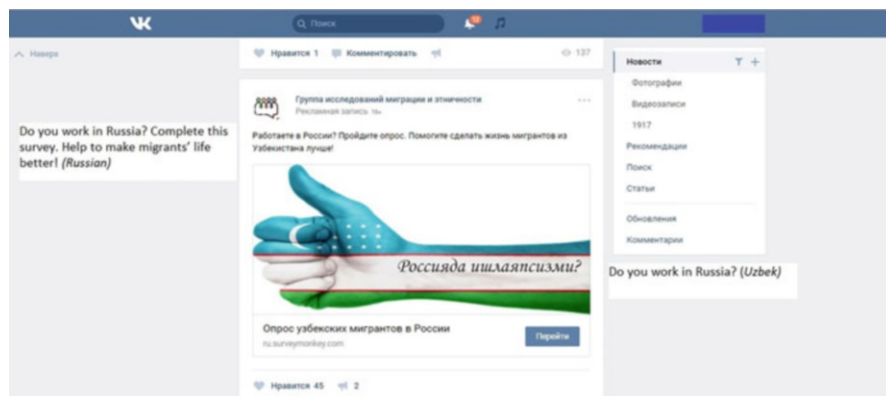 Поиск
12
Наверх
Нравится 1 Комментировать 137
Новости
Фотографии
Видеозаписи
1917
Рекомендации
Поиск
Статьи
Обновления
Комментарии
Do you work in Russia? Complete this
survey. Help to make migrants' life
better! (Russian)
Группа исследований миграции и этничности
Рекламная запись 16+
Работаете в России? Пройдите опрос. Помогите сделать жизнь мигрантов из
Узбекистана лучше!
Россияда ишлаяпсизми?
Do you work in Russia? (Uzbek)
Опрос узбекских мигрантов в России
ru.surveymonkey.com
Перейти
Нравится 45 2